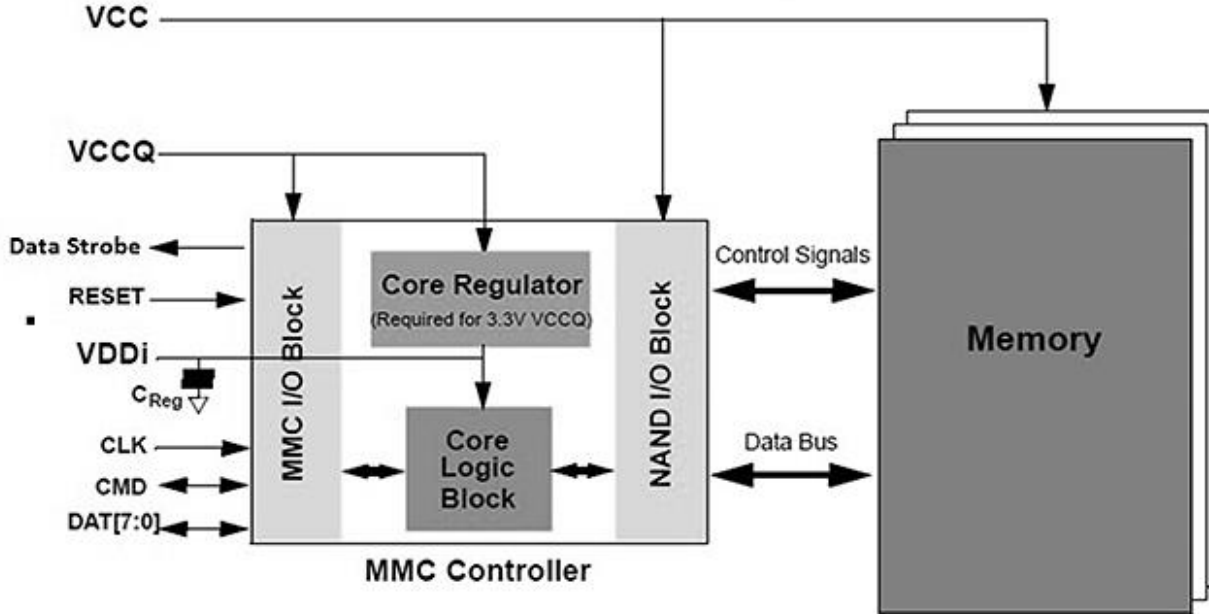 VCC
VCCQ
Data Strobe
RESET
VDDi
CReg
CLK
CMD
DAT[7:0]
MMC I/O Block
Core Regulator
(Required for 3.3V VCCQ)
Core
Logic
Block
NAND I/O Block
MMC Controller
Control Signals
Data Bus
Memory